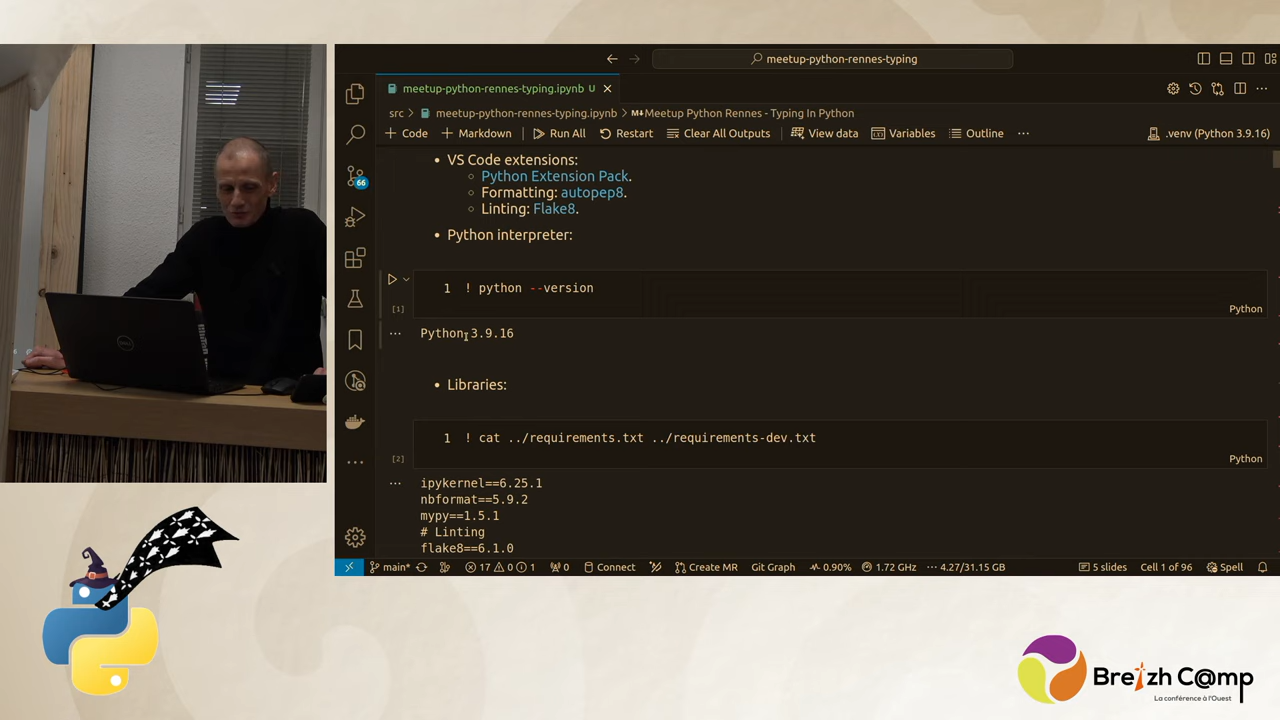 meetup-python-rennes-typing
meetup-python-rennes-typing.ipynb U
src > meetup-python-rennes-typing.ipynb > M↓Meetup Python Rennes - Typing In Python
+ Code + Markdown Run All Restart Clear All Outputs View data Variables Outline ... .venv (Python 3.9.16)
• VS Code extensions:
○ Python Extension Pack.
○ Formatting: autopep8.
○ Linting: Flake8.
• Python interpreter:
1 ! python --version
[1] Python
Python 3.9.16
• Libraries:
1 ! cat ../requirements.txt ../requirements-dev.txt
[2] Python
ipykernel==6.25.1
nbformat==5.9.2
mypy==1.5.1
# Linting
flake8==6.1.0
66
main* 17 0 1 0 Connect Create MR Git Graph 0.90% 1.72 GHz ... 4.27/31.15 GB 5 slides Cell 1 of 96 Spell
DELL
Breizh C@mp
La conférence à l'Ouest